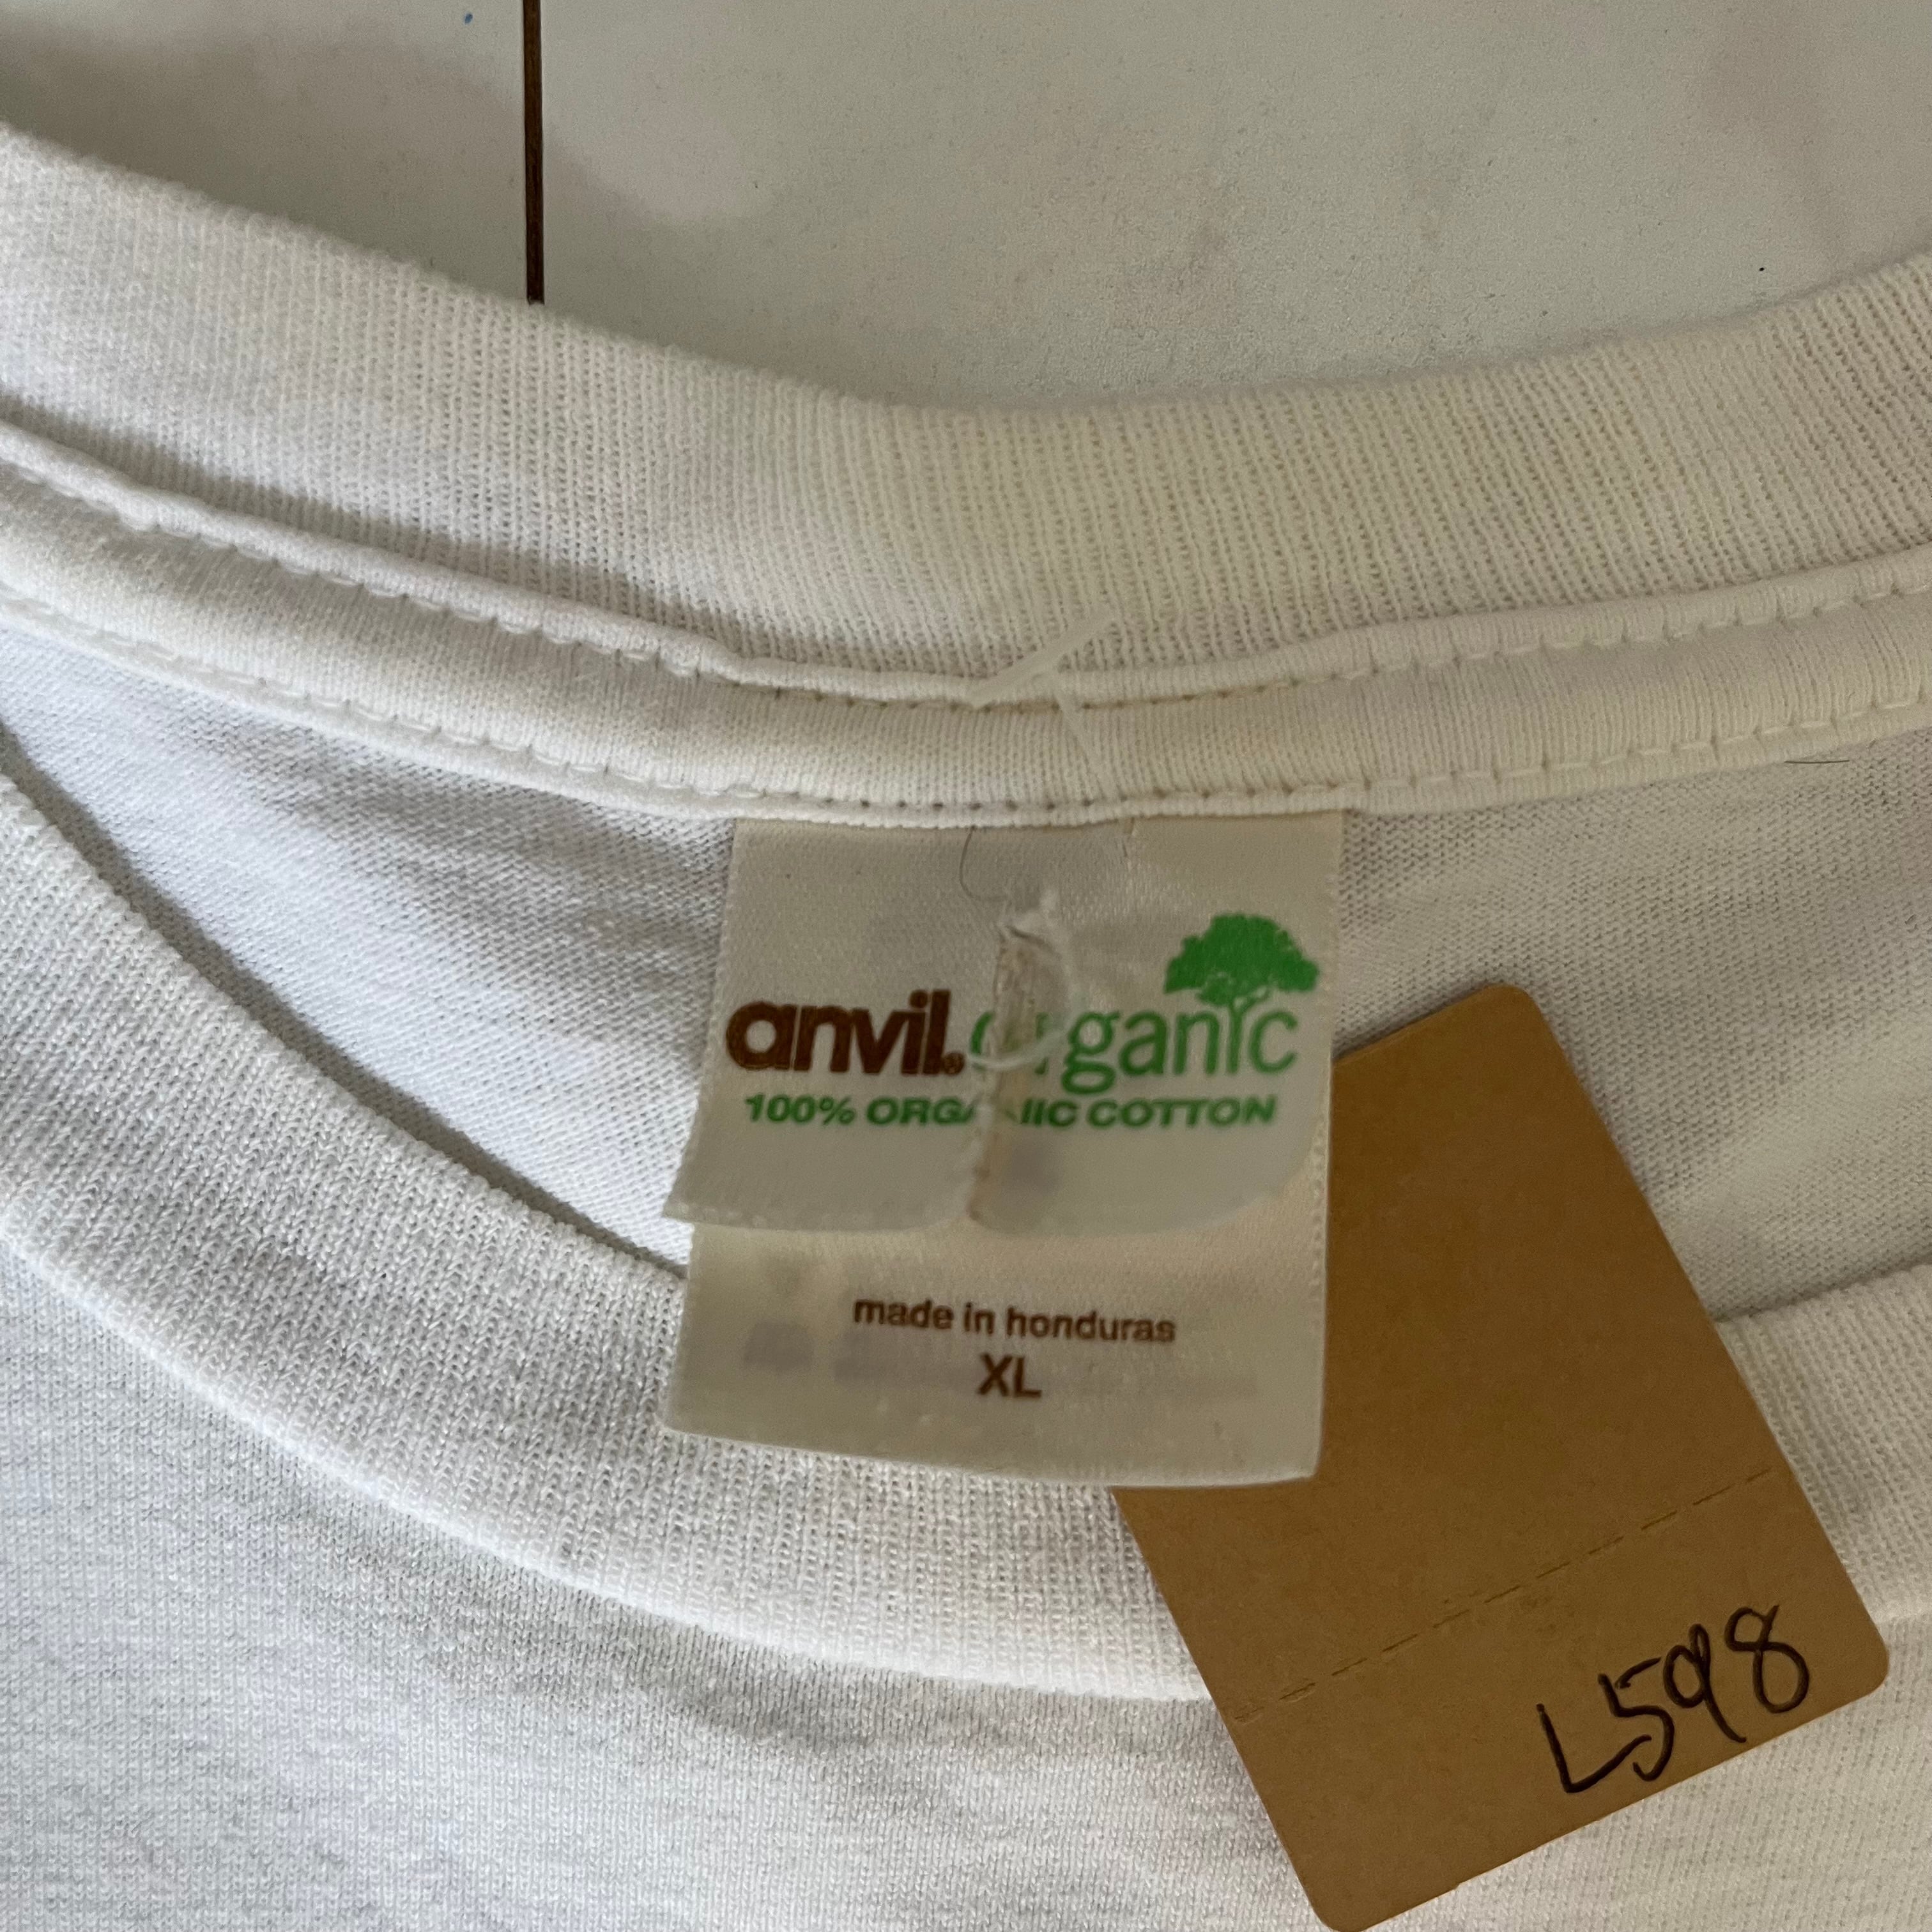 anvil.® organic
100% ORGANIC COTTON
made in honduras
XL
L598